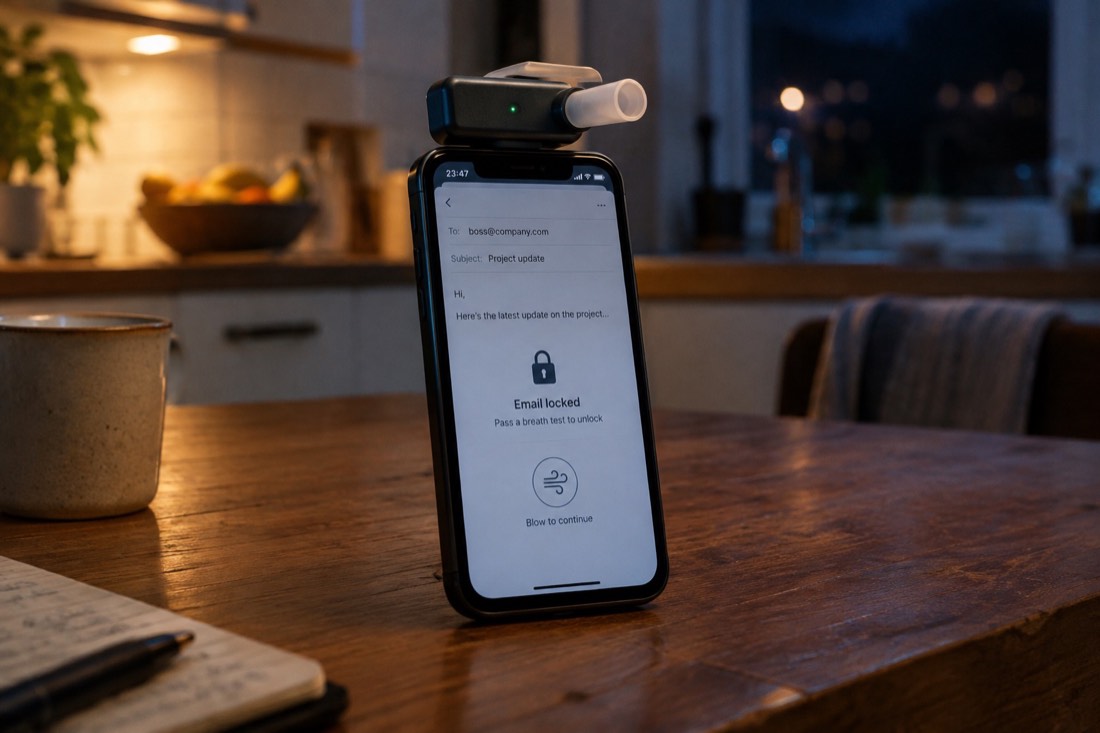 23:47
To: boss@company.com
Subject: Project update
Hi,
Here's the latest update on the project...
Email locked
Pass a breath test to unlock
Blow to continue